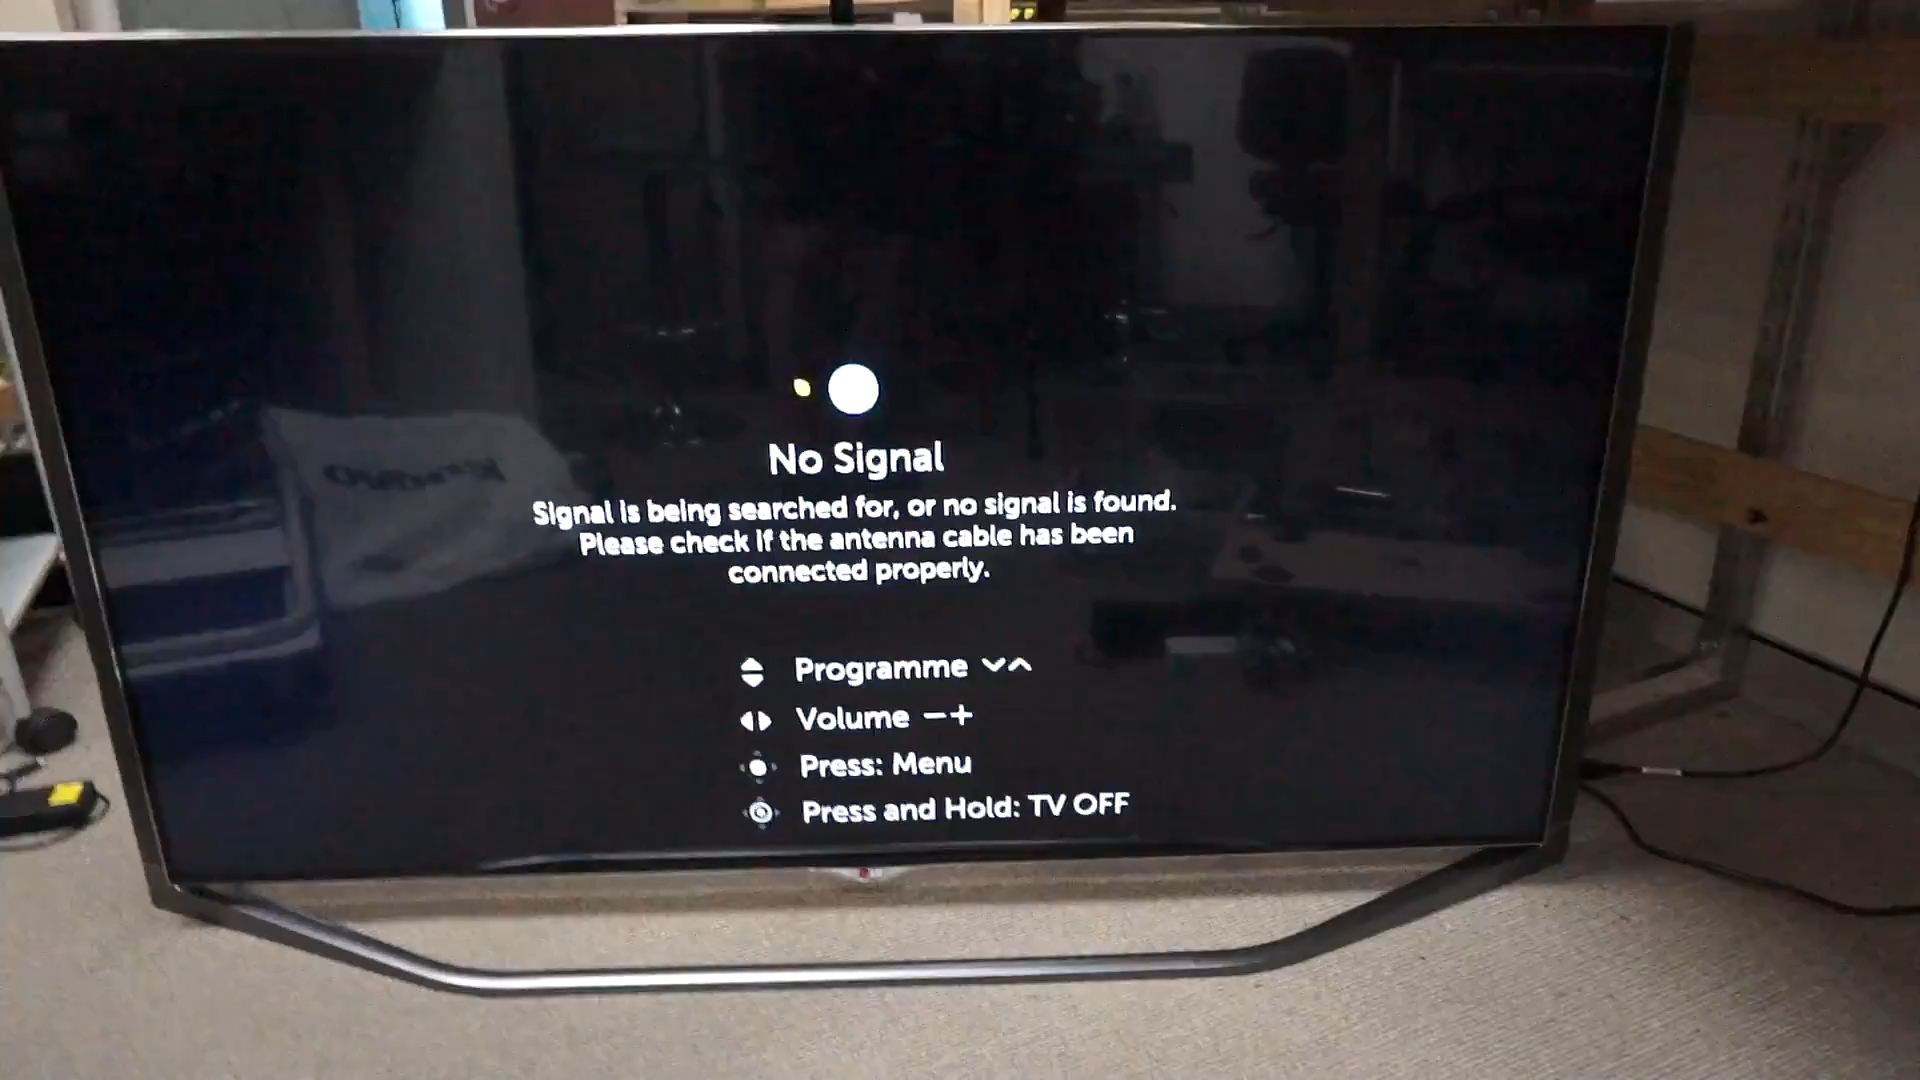 No Signal
Signal is being searched for, or no signal is found.
Please check if the antenna cable has been
connected properly.
Programme
Volume −+
Press: Menu
Press and Hold: TV OFF